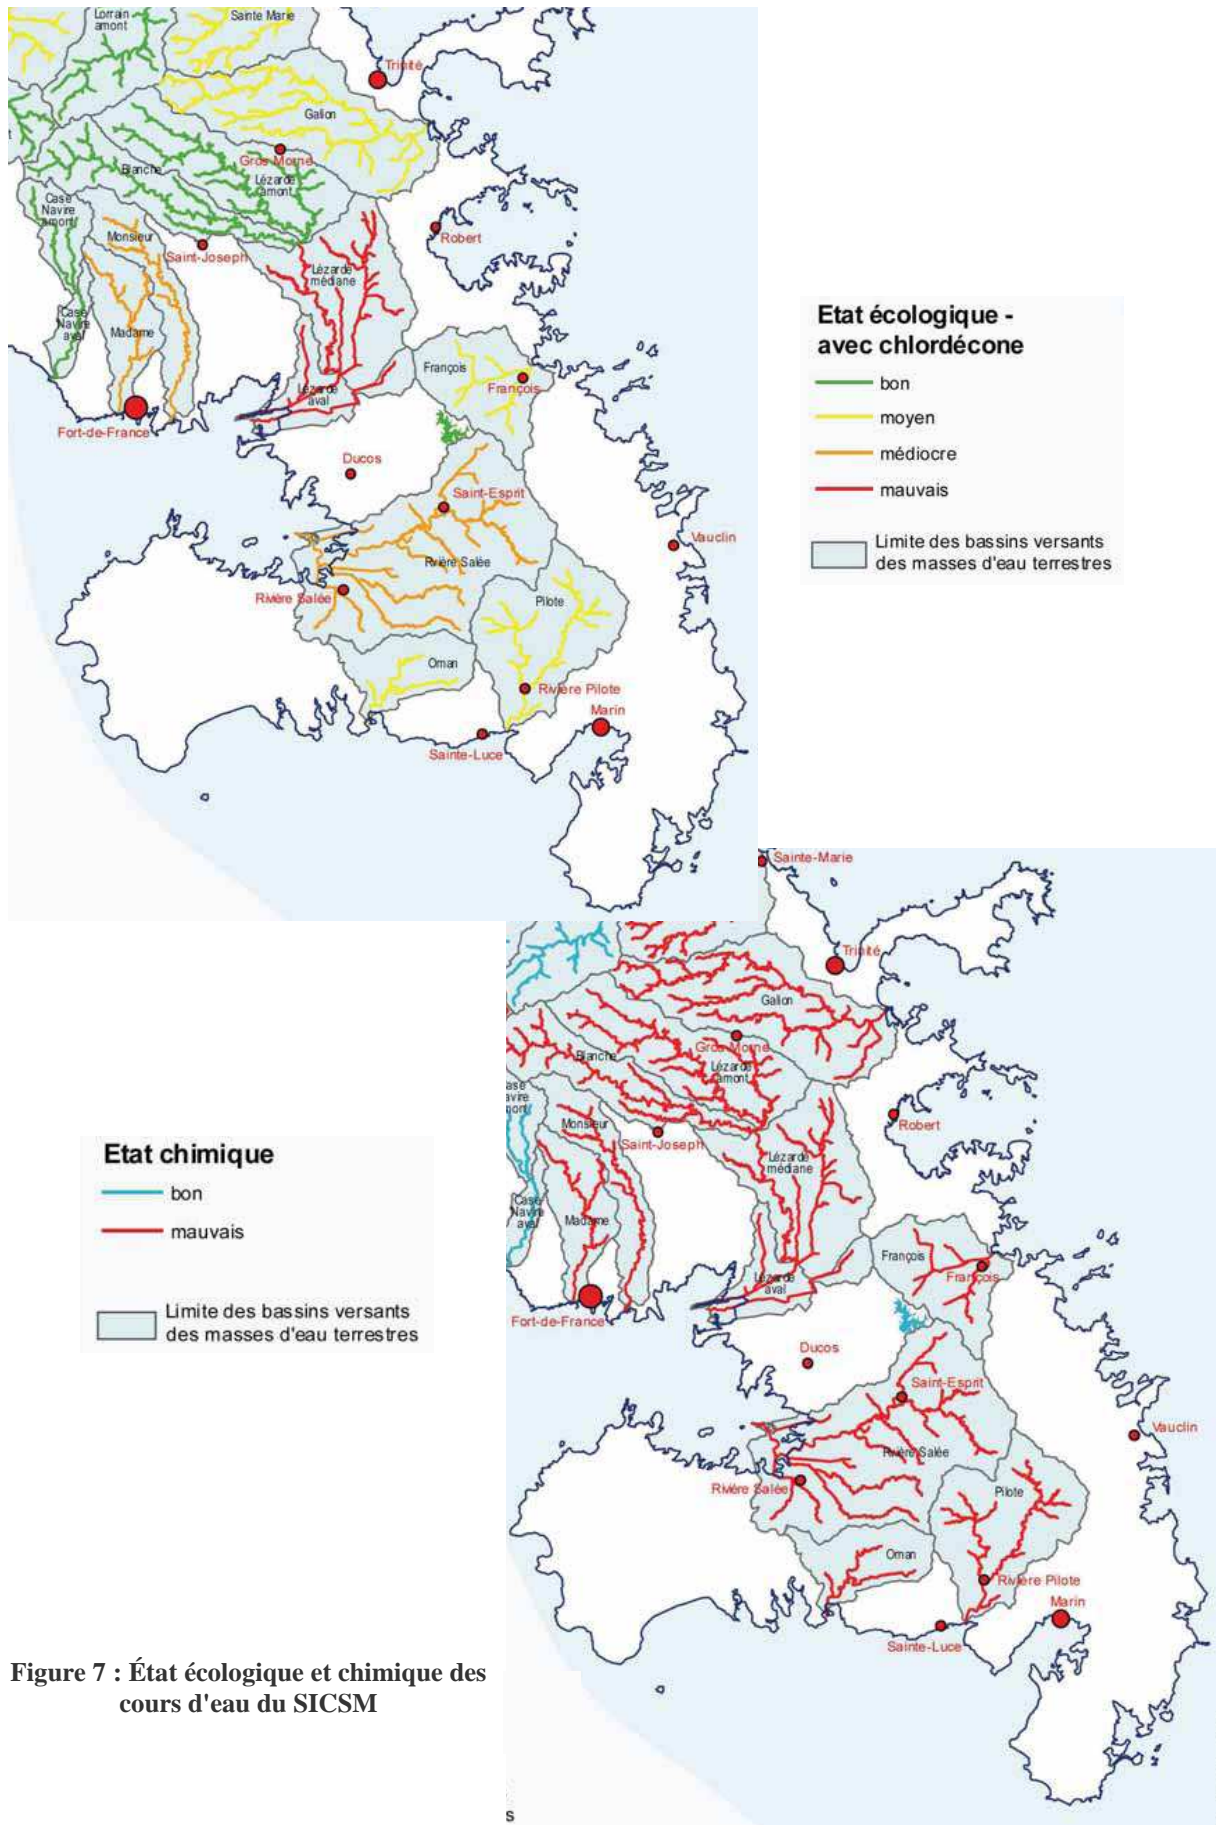 Lorrain
amont
Sainte Marie
Trinité
Galion
Gros Morne
Blanche
Lézarde
amont
Case
Navire
amont
Monsieur
Saint-Joseph
Robert
Lézarde
médiane
Case
Navire
aval
Madame
François
François
Lézarde
aval
Fort-de-France
Ducos
Saint-Esprit
Vauclin
Rivière Salée
Rivière Salée
Pilote
Oman
Rivière Pilote
Marin
Sainte-Luce
Etat écologique -
avec chlordécone
bon
moyen
médiocre
mauvais
Limite des bassins versants
des masses d'eau terrestres
Sainte-Marie
Trinité
Galion
Gros Morne
Blanche
Lézarde
amont
Case
Navire
amont
Monsieur
Saint-Joseph
Robert
Lézarde
médiane
Case
Navire
aval
Madame
François
François
Lézarde
aval
Fort-de-France
Ducos
Saint-Esprit
Vauclin
Rivière Salée
Rivière Salée
Pilote
Oman
Rivière Pilote
Marin
Sainte-Luce
Etat chimique
bon
mauvais
Limite des bassins versants
des masses d'eau terrestres
Figure 7 : État écologique et chimique des
cours d'eau du SICSM
s